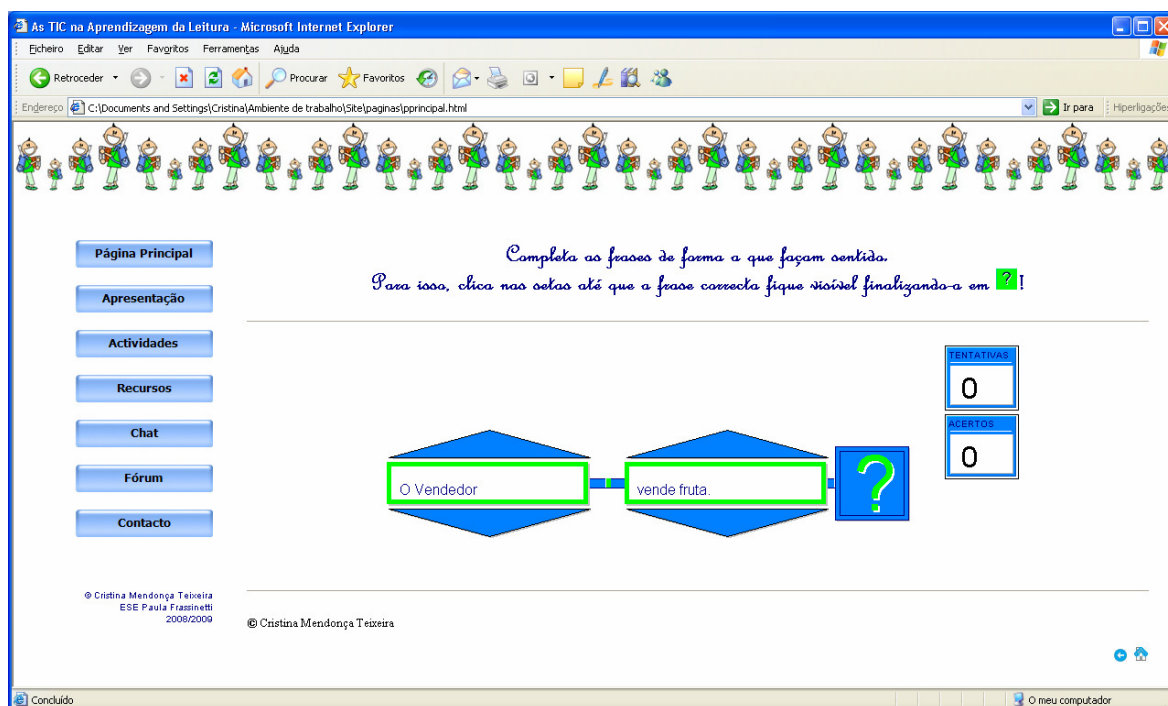 As TIC na Aprendizagem da Leitura - Microsoft Internet Explorer
Ficheiro Editar Ver Favoritos Ferramentas Ajuda
Retroceder Procurar Favoritos
Endereço C:\Documents and Settings\Cristina\Ambiente de trabalho\Site\paginas\pprincipal.html Ir para Hiperligações
Completa as frases de forma a que façam sentido.
Para isso, clica nas setas até que a frase correcta fique visível finalizando-a em ? !
Página Principal
Apresentação
Actividades
Recursos
Chat
Fórum
Contacto
TENTATIVAS
0
ACERTOS
0
O Vendedor vende fruta. ?
© Cristina Mendonça Teixeira
ESE Paula Frassinetti
2008/2009
© Cristina Mendonça Teixeira
Concluído O meu computador